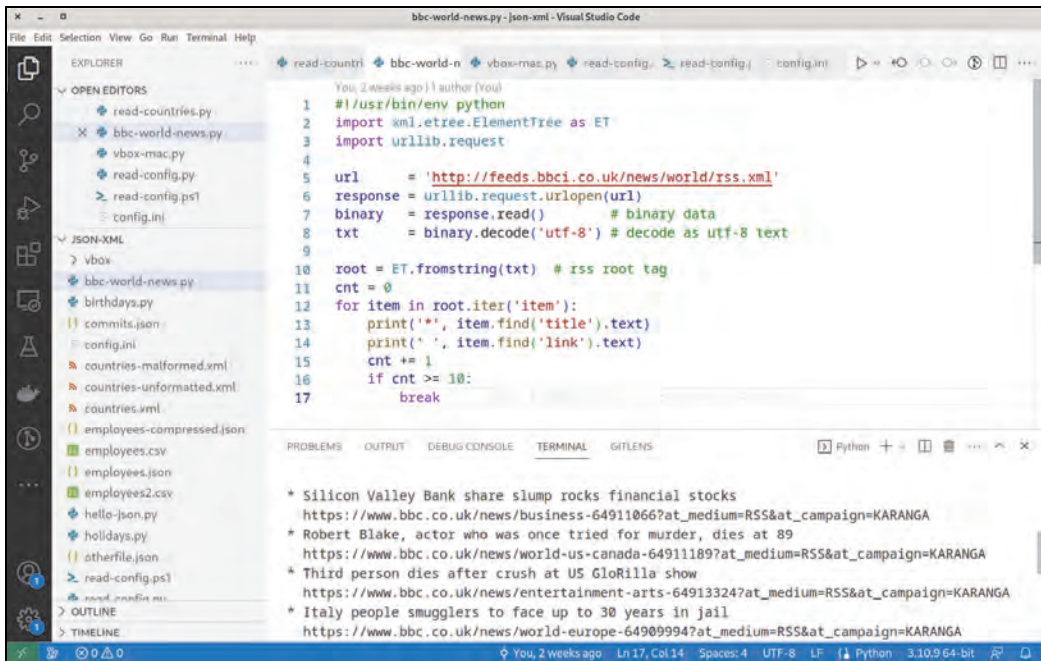 bbc-world-news.py - json-xml - Visual Studio Code
File Edit Selection View Go Run Terminal Help
EXPLORER
OPEN EDITORS
read-countries.py
bbc-world-news.py
vbox-mac.py
read-config.py
read-config.ps1
config.ini
JSON-XML
vbox
bbc-world-news.py
birthdays.py
commits.json
config.ini
countries-malformed.xml
countries-unformatted.xml
countries.xml
employees-compressed.json
employees.csv
employees.json
employees2.csv
hello-json.py
holidays.py
otherfile.json
read-config.ps1
OUTLINE
TIMELINE
read-countri bbc-world-n vbox-mac.py read-config. read-config.j config.ini
You, 2 weeks ago | 1 author (You)
1 #!/usr/bin/env python
2 import xml.etree.ElementTree as ET
3 import urllib.request
4
5 url = 'http://feeds.bbci.co.uk/news/world/rss.xml'
6 response = urllib.request.urlopen(url)
7 binary = response.read() # binary data
8 txt = binary.decode('utf-8') # decode as utf-8 text
9
10 root = ET.fromstring(txt) # rss root tag
11 cnt = 0
12 for item in root.iter('item'):
13 print('*', item.find('title').text)
14 print(' ', item.find('link').text)
15 cnt += 1
16 if cnt >= 10:
17 break
PROBLEMS OUTPUT DEBUG CONSOLE TERMINAL GITLENS Python
* Silicon Valley Bank share slump rocks financial stocks
https://www.bbc.co.uk/news/business-64911066?at_medium=RSS&at_campaign=KARANGA
* Robert Blake, actor who was once tried for murder, dies at 89
https://www.bbc.co.uk/news/world-us-canada-64911189?at_medium=RSS&at_campaign=KARANGA
* Third person dies after crush at US GloRilla show
https://www.bbc.co.uk/news/entertainment-arts-64913324?at_medium=RSS&at_campaign=KARANGA
* Italy people smugglers to face up to 30 years in jail
https://www.bbc.co.uk/news/world-europe-64909994?at_medium=RSS&at_campaign=KARANGA
0 0 You, 2 weeks ago Ln 17, Col 14 Spaces: 4 UTF-8 LF Python 3.10.9 64-bit